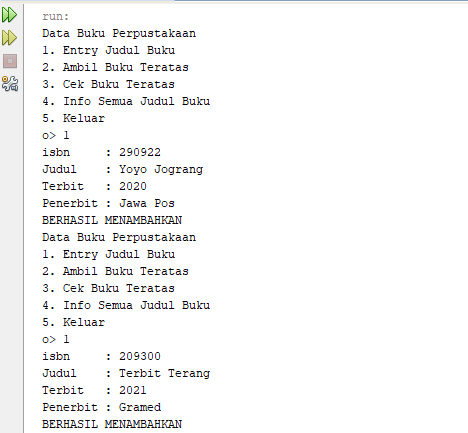 run:
Data Buku Perpustakaan
1. Entry Judul Buku
2. Ambil Buku Teratas
3. Cek Buku Teratas
4. Info Semua Judul Buku
5. Keluar
o> 1
isbn     : 290922
Judul    : Yoyo Jograng
Terbit   : 2020
Penerbit : Jawa Pos
BERHASIL MENAMBAHKAN
Data Buku Perpustakaan
1. Entry Judul Buku
2. Ambil Buku Teratas
3. Cek Buku Teratas
4. Info Semua Judul Buku
5. Keluar
o> 1
isbn     : 209300
Judul    : Terbit Terang
Terbit   : 2021
Penerbit : Gramed
BERHASIL MENAMBAHKAN